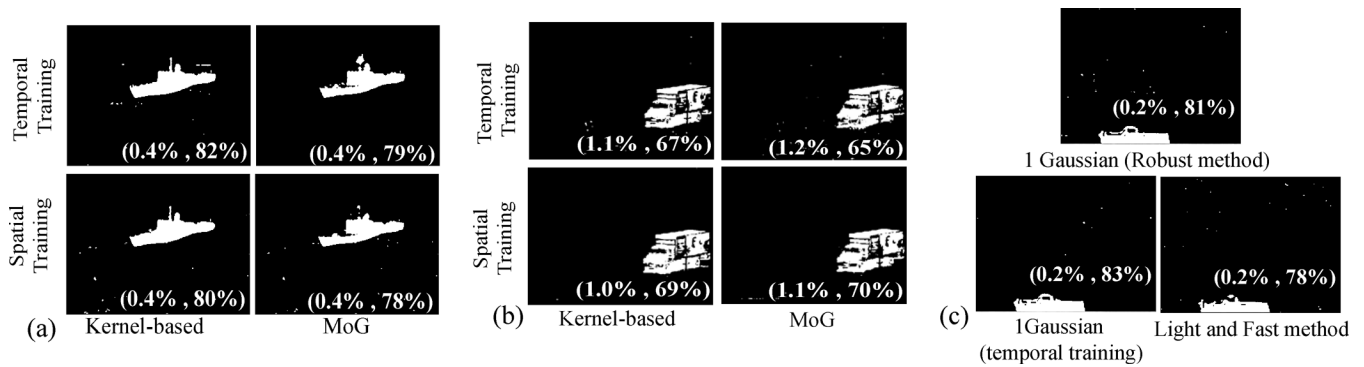 Temporal
Training
(0.4% , 82%)
(0.4% , 79%)
Spatial
Training
(0.4% , 80%)
(0.4% , 78%)
(a)
Kernel-based
MoG
Temporal
Training
(1.1% , 67%)
(1.2% , 65%)
Spatial
Training
(1.0% , 69%)
(1.1% , 70%)
(b)
Kernel-based
MoG
(0.2% , 81%)
1 Gaussian (Robust method)
(0.2% , 83%)
(0.2% , 78%)
(c)
1Gaussian
(temporal training)
Light and Fast method